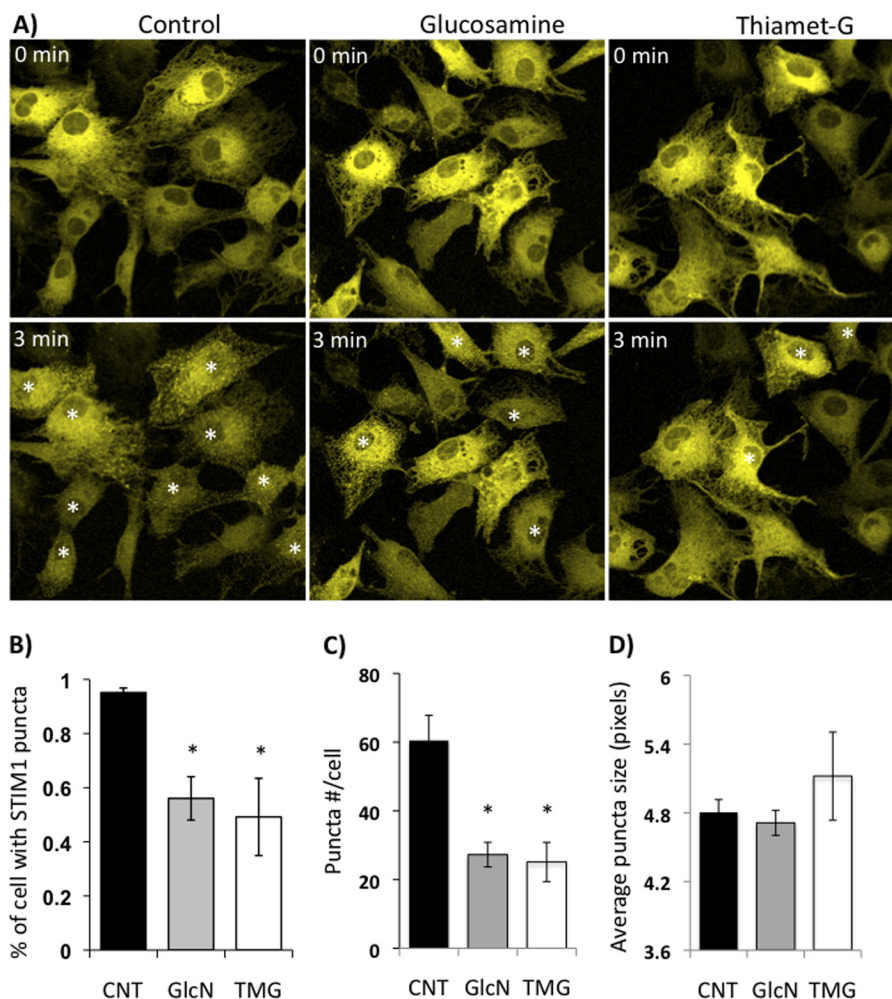 A) Control Glucosamine Thiamet-G
0 min 0 min 0 min
3 min 3 min 3 min
* * * * * * * * *
* * * * *
* * *
B)
% of cell with STIM1 puncta
1
0.8
0.6
0.4
0.2
0
* *
CNT GlcN TMG
C)
Puncta #/cell
80
60
40
20
0
* *
CNT GlcN TMG
D)
Average puncta size (pixels)
6
5.4
4.8
4.2
3.6
CNT GlcN TMG